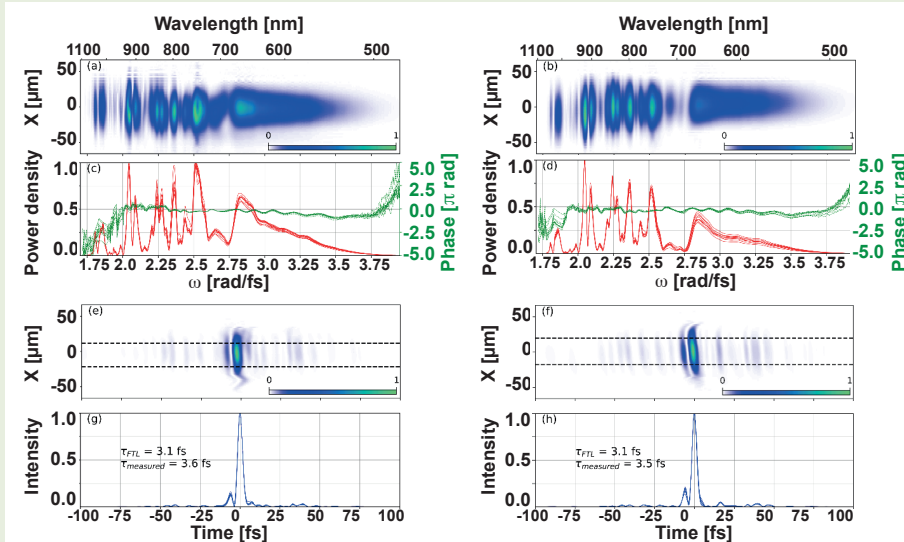 Wavelength [nm]
1100 900 800 700 600 500
(a)
X [µm]
50
0
-50
0 1
(c)
Power density
1.0
0.5
0.0
5.0
2.5
0.0
-2.5
-5.0
Phase [π rad]
1.75 2.0 2.25 2.5 2.75 3.0 3.25 3.5 3.75
ω [rad/fs]
(e)
X [µm]
50
0
-50
0 1
(g)
Intensity
1.0
0.5
0.0
τFTL = 3.1 fs
τmeasured = 3.6 fs
-100 -75 -50 -25 0 25 50 75 100
Time [fs]
Wavelength [nm]
1100 900 800 700 600 500
(b)
X [µm]
50
0
-50
0 1
(d)
Power density
1.0
0.5
0.0
5.0
2.5
0.0
-2.5
-5.0
Phase [π rad]
1.75 2.0 2.25 2.5 2.75 3.0 3.25 3.5 3.75
ω [rad/fs]
(f)
X [µm]
50
0
-50
0 1
(h)
Intensity
1.0
0.5
0.0
τFTL = 3.1 fs
τmeasured = 3.5 fs
-100 -75 -50 -25 0 25 50 75 100
Time [fs]